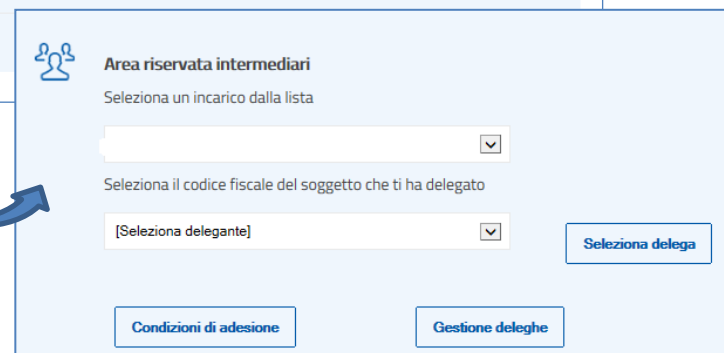 Area riservata intermediari
Seleziona un incarico dalla lista
Seleziona il codice fiscale del soggetto che ti ha delegato
[Seleziona delegante]
Seleziona delega
Condizioni di adesione
Gestione deleghe